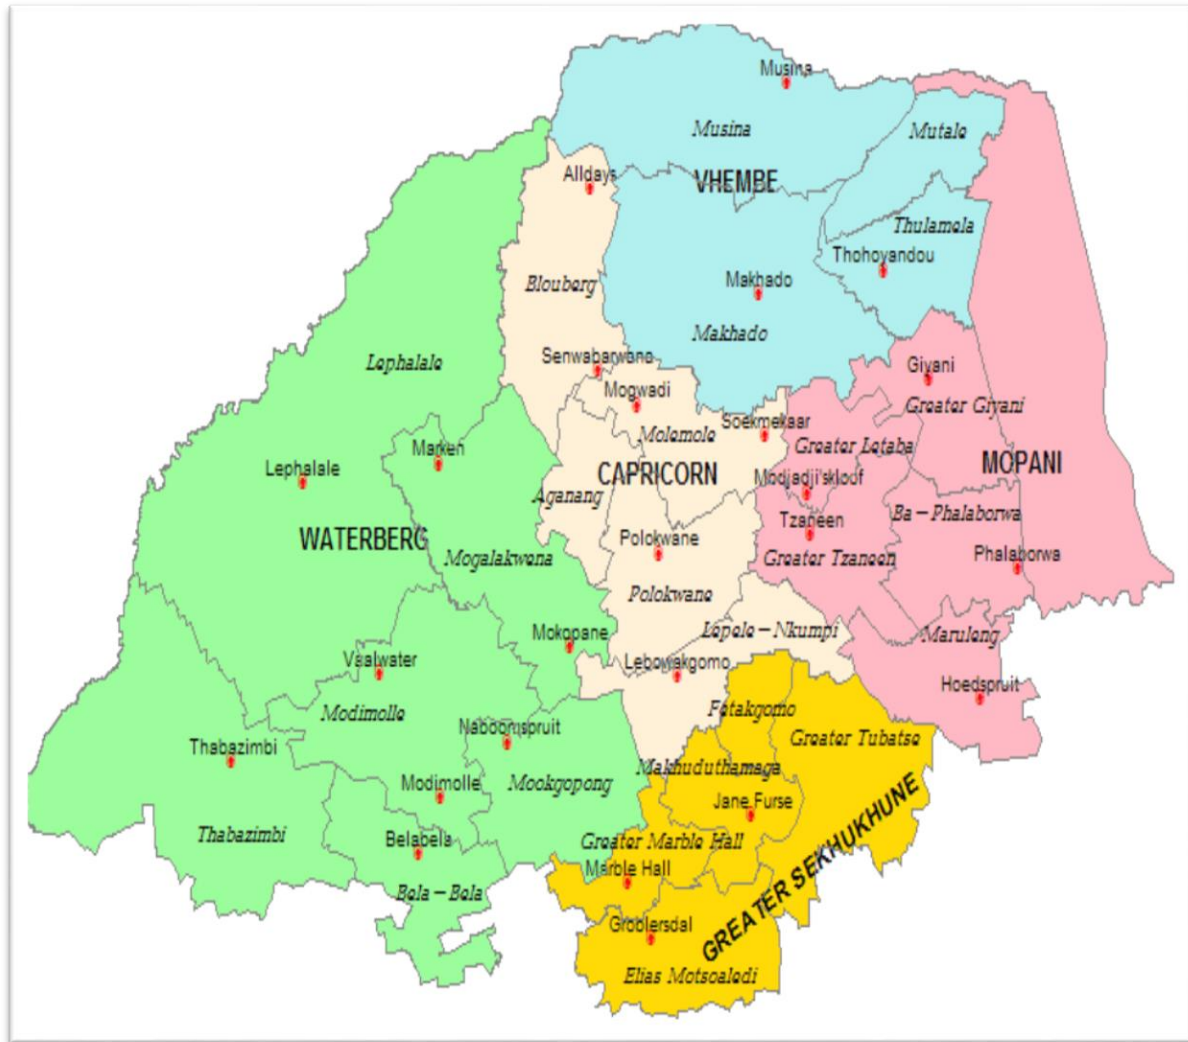 Musina
Musina
Mutale
Alldays
VHEMBE
Thulamela
Thohoyandou
Blouberg
Makhado
Makhado
Senwabarwana
Lephalale
Giyani
Mogwadi
Greater Giyani
Soekmekaar
Molemole
Marken
Greater Letaba
Lephalale
CAPRICORN
MOPANI
Modjadji'skloof
Aganang
Ba-Phalaborwa
Tzaneen
WATERBERG
Polokwane
Mogalakwena
Greater Tzaneen
Phalaborwa
Polokwane
Mokopane
Lepele-Nkumpi
Maruleng
Vaalwater
Lebowakgomo
Hoedspruit
Modimolle
Fetakgomo
Naboomspruit
Greater Tubatse
Thabazimbi
Makhuduthamaga
Modimolle
Mookgopong
Jane Furse
Thabazimbi
Belabela
Greater Marble Hall
Marble Hall
GREATER SEKHUKHUNE
Bela-Bela
Groblersdal
Elias Motsoaledi